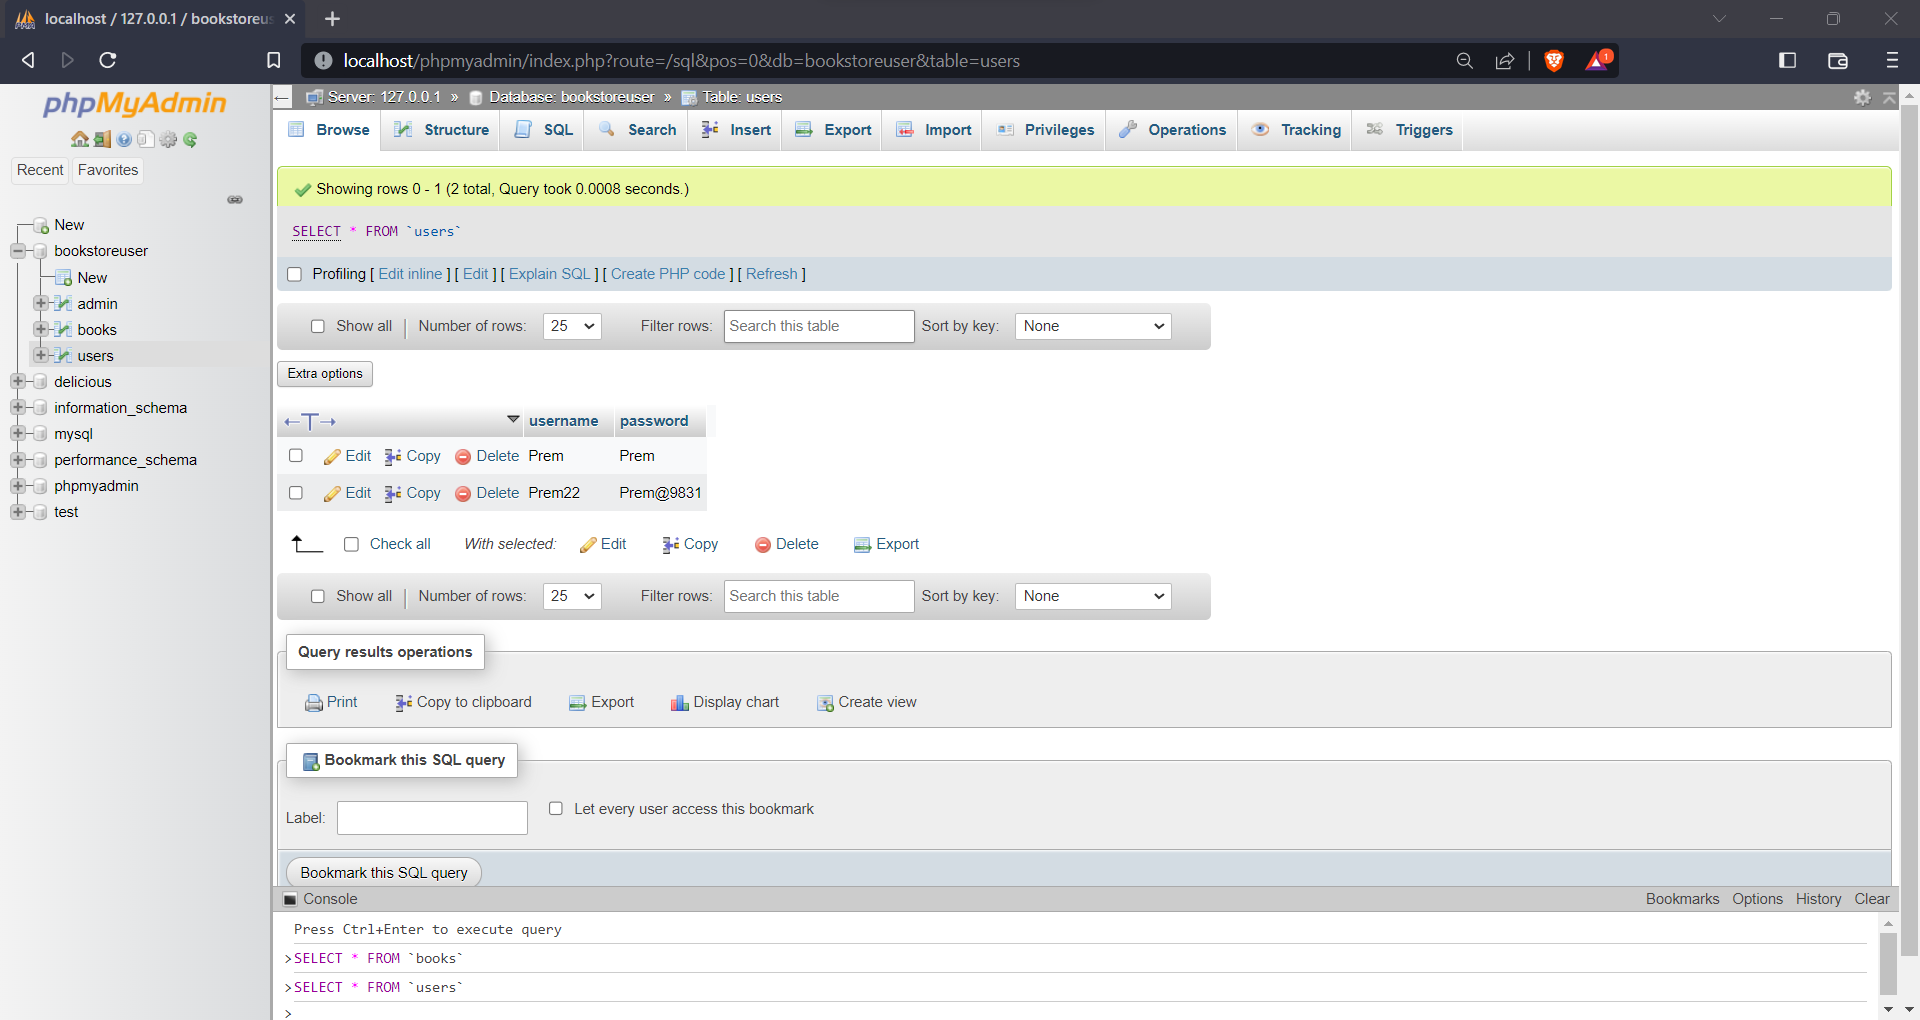 localhost / 127.0.0.1 / bookstoreus
localhost/phpmyadmin/index.php?route=/sql&pos=0&db=bookstoreuser&table=users
1
phpMyAdmin
Recent Favorites
New
bookstoreuser
New
admin
books
users
delicious
information_schema
mysql
performance_schema
phpmyadmin
test
Server: 127.0.0.1 » Database: bookstoreuser » Table: users
Browse Structure SQL Search Insert Export Import Privileges Operations Tracking Triggers
Showing rows 0 - 1 (2 total, Query took 0.0008 seconds.)
SELECT * FROM `users`
Profiling [ Edit inline ] [ Edit ] [ Explain SQL ] [ Create PHP code ] [ Refresh ]
Show all Number of rows: 25 Filter rows: Search this table Sort by key: None
Extra options
←T→ username password
Edit Copy Delete Prem Prem
Edit Copy Delete Prem22 Prem@9831
Check all With selected: Edit Copy Delete Export
Show all Number of rows: 25 Filter rows: Search this table Sort by key: None
Query results operations
Print Copy to clipboard Export Display chart Create view
Bookmark this SQL query
Label: Let every user access this bookmark
Bookmark this SQL query
Console Bookmarks Options History Clear
Press Ctrl+Enter to execute query
>SELECT * FROM `books`
>SELECT * FROM `users`
>